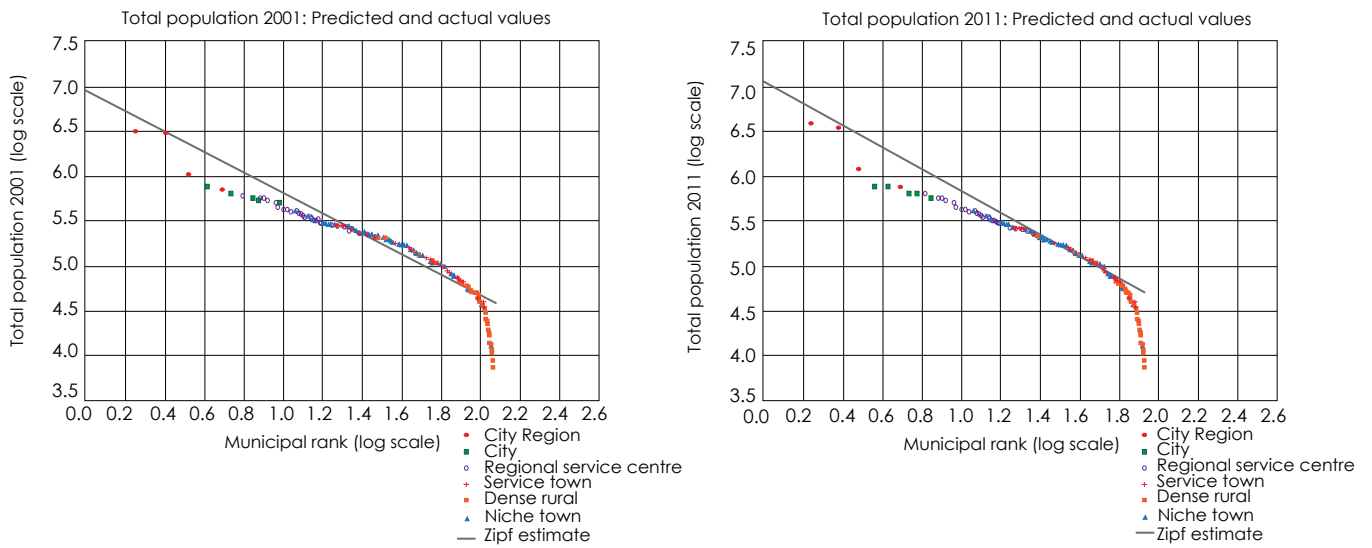 Total population 2001: Predicted and actual values
7.5
7.0
6.5
6.0
5.5
5.0
4.5
4.0
3.5
Total population 2001 (log scale)
0.0 0.2 0.4 0.6 0.8 1.0 1.2 1.4 1.6 1.8 2.0 2.2 2.4 2.6
Municipal rank (log scale)
City Region
City
Regional service centre
Service town
Dense rural
Niche town
Zipf estimate
Total population 2011: Predicted and actual values
7.5
7.0
6.5
6.0
5.5
5.0
4.5
4.0
3.5
Total population 2011 (log scale)
0.0 0.2 0.4 0.6 0.8 1.0 1.2 1.4 1.6 1.8 2.0 2.2 2.4 2.6
Municipal rank (log scale)
City Region
City
Regional service centre
Service town
Dense rural
Niche town
Zipf estimate